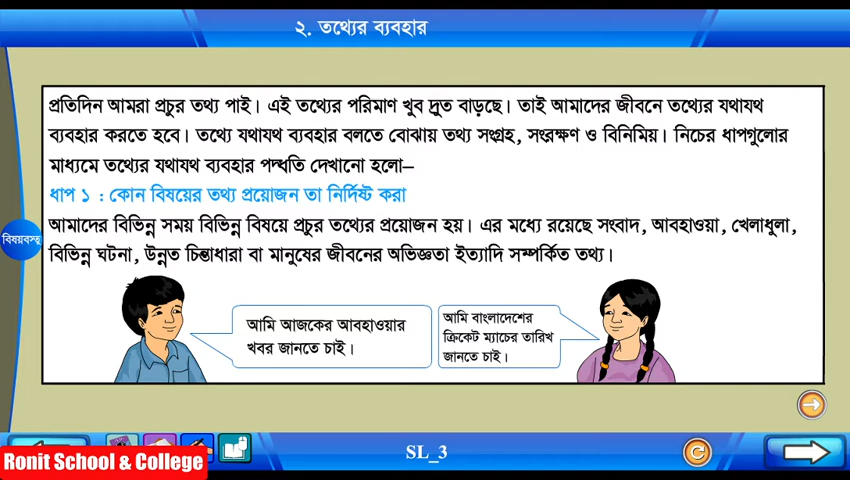 ২. তথ্যের ব্যবহার
প্রতিদিন আমরা প্রচুর তথ্য পাই। এই তথ্যের পরিমাণ খুব দ্রুত বাড়ছে। তাই আমাদের জীবনে তথ্যের যথাযথ
ব্যবহার করতে হবে। তথ্যে যথাযথ ব্যবহার বলতে বোঝায় তথ্য সংগ্রহ, সংরক্ষণ ও বিনিময়। নিচের ধাপগুলোর
মাধ্যমে তথ্যের যথাযথ ব্যবহার পদ্ধতি দেখানো হলো–
ধাপ ১ : কোন বিষয়ের তথ্য প্রয়োজন তা নির্দিষ্ট করা
আমাদের বিভিন্ন সময় বিভিন্ন বিষয়ে প্রচুর তথ্যের প্রয়োজন হয়। এর মধ্যে রয়েছে সংবাদ, আবহাওয়া, খেলাধুলা,
বিভিন্ন ঘটনা, উন্নত চিন্তাধারা বা মানুষের জীবনের অভিজ্ঞতা ইত্যাদি সম্পর্কিত তথ্য।
বিষয়বস্তু
আমি আজকের আবহাওয়ার
খবর জানতে চাই।
আমি বাংলাদেশের
ক্রিকেট ম্যাচের তারিখ
জানতে চাই।
SL_3
Ronit School & College